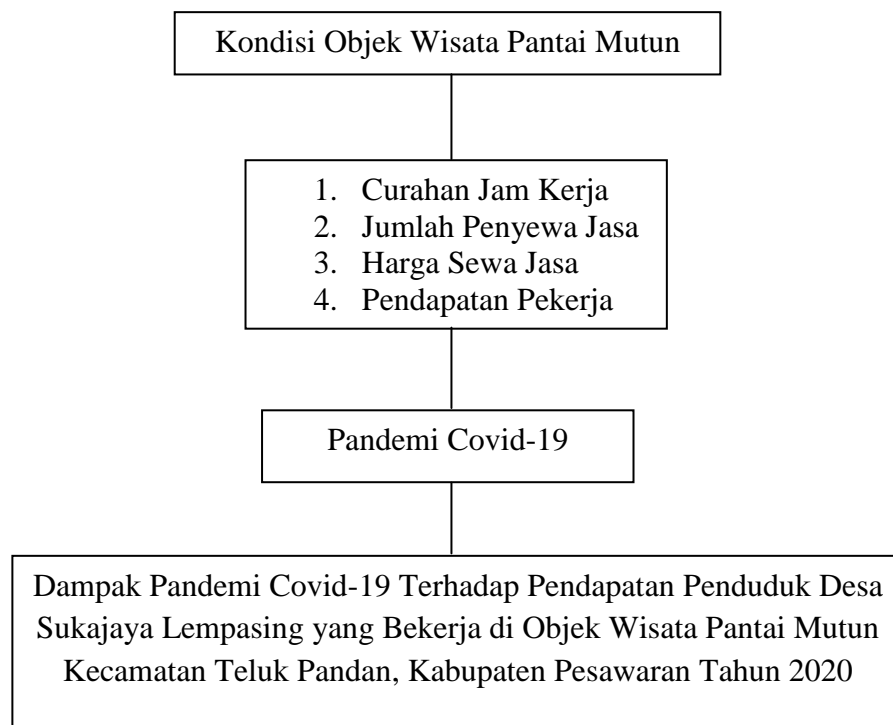 Kondisi Objek Wisata Pantai Mutun
1. Curahan Jam Kerja
2. Jumlah Penyewa Jasa
3. Harga Sewa Jasa
4. Pendapatan Pekerja
Pandemi Covid-19
Dampak Pandemi Covid-19 Terhadap Pendapatan Penduduk Desa
Sukajaya Lempasing yang Bekerja di Objek Wisata Pantai Mutun
Kecamatan Teluk Pandan, Kabupaten Pesawaran Tahun 2020